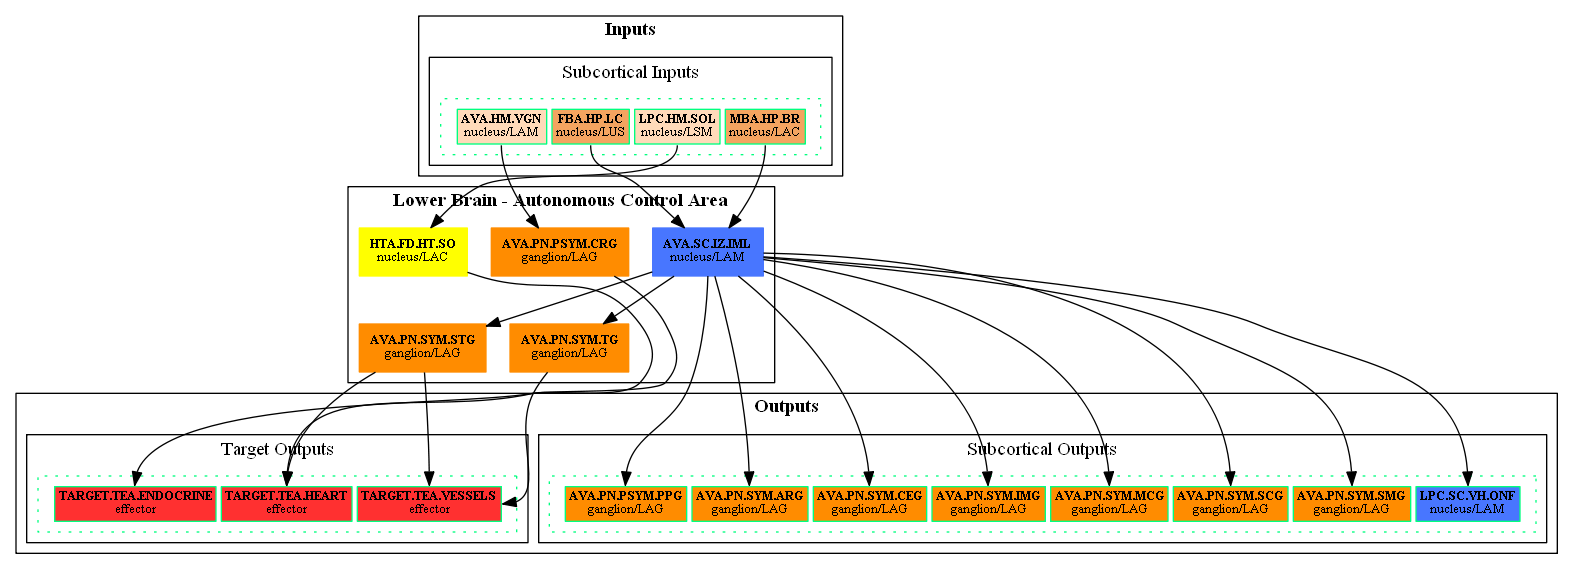 Inputs
Subcortical Inputs
AVA.HM.VGN
nucleus/LAM
FBA.HP.LC
nucleus/LUS
LPC.HM.SOL
nucleus/LSM
MBA.HP.BR
nucleus/LAC
Lower Brain - Autonomous Control Area
HTA.FD.HT.SO
nucleus/LAC
AVA.PN.PSYM.CRG
ganglion/LAG
AVA.SC.IZ.IML
nucleus/LAM
AVA.PN.SYM.STG
ganglion/LAG
AVA.PN.SYM.TG
ganglion/LAG
Outputs
Target Outputs
TARGET.TEA.ENDOCRINE
effector
TARGET.TEA.HEART
effector
TARGET.TEA.VESSELS
effector
Subcortical Outputs
AVA.PN.PSYM.PPG
ganglion/LAG
AVA.PN.SYM.ARG
ganglion/LAG
AVA.PN.SYM.CEG
ganglion/LAG
AVA.PN.SYM.IMG
ganglion/LAG
AVA.PN.SYM.MCG
ganglion/LAG
AVA.PN.SYM.SCG
ganglion/LAG
AVA.PN.SYM.SMG
ganglion/LAG
LPC.SC.VH.ONF
nucleus/LAM